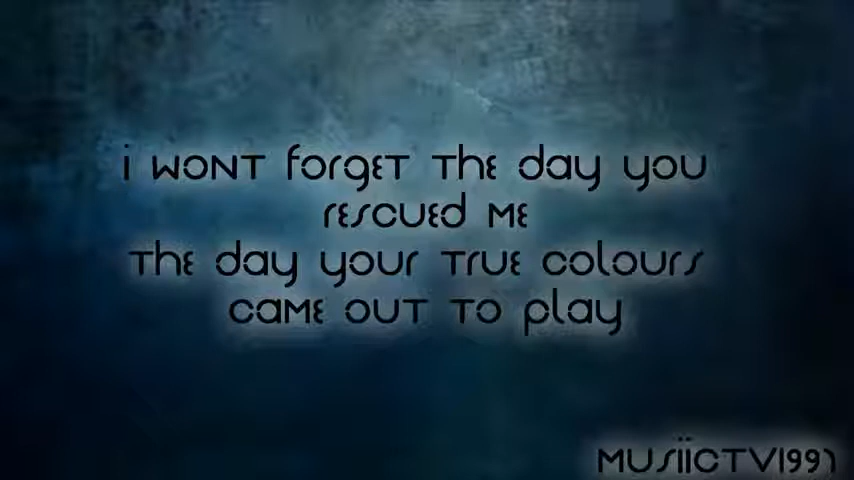 i WONT forget the day you
rescued ME
The day your true colours
came out to play
MUSiiCTV1997